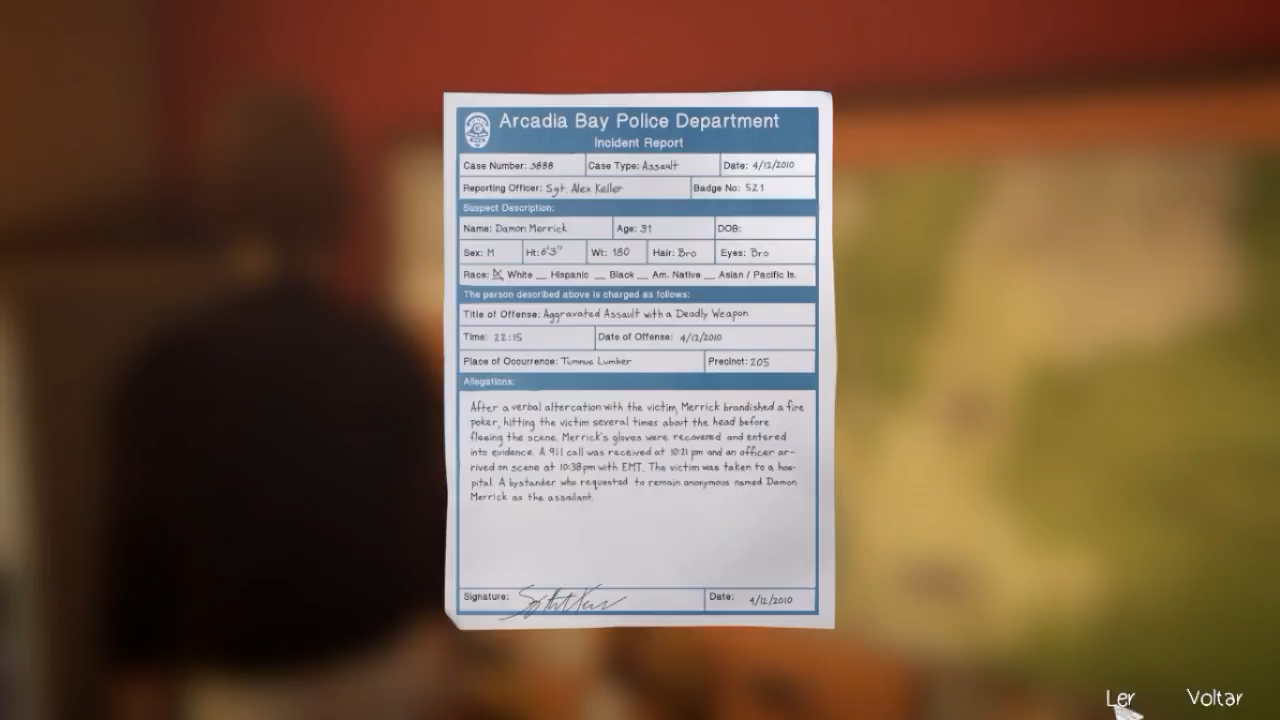 Arcadia Bay Police Department
Incident Report
Case Number: 3888 Case Type: Assault Date: 4/12/2010
Reporting Officer: Sgt. Alex Keller Badge No: 521
Suspect Description:
Name: Damon Merrick Age: 31 DOB:
Sex: M Ht: 6'3" Wt: 180 Hair: Bro Eyes: Bro
Race: X White __ Hispanic __ Black __ Am. Native __ Asian / Pacific Is.
The person described above is charged as follows:
Title of Offense: Aggravated Assault with a Deadly Weapon
Time: 22:15 Date of Offense: 4/12/2010
Place of Occurrence: Tumnus Lumber Precinct: 205
Allegations:
After a verbal altercation with the victim, Merrick brandished a fire
poker, hitting the victim several times about the head before
fleeing the scene. Merrick's gloves were recovered and entered
into evidence. A 911 call was received at 10:21 pm and an officer ar-
rived on scene at 10:38pm with EMT. The victim was taken to a hos-
pital. A bystander who requested to remain anonymous named Damon
Merrick as the assailant.
Signature: Date: 4/12/2010
Ler Voltar